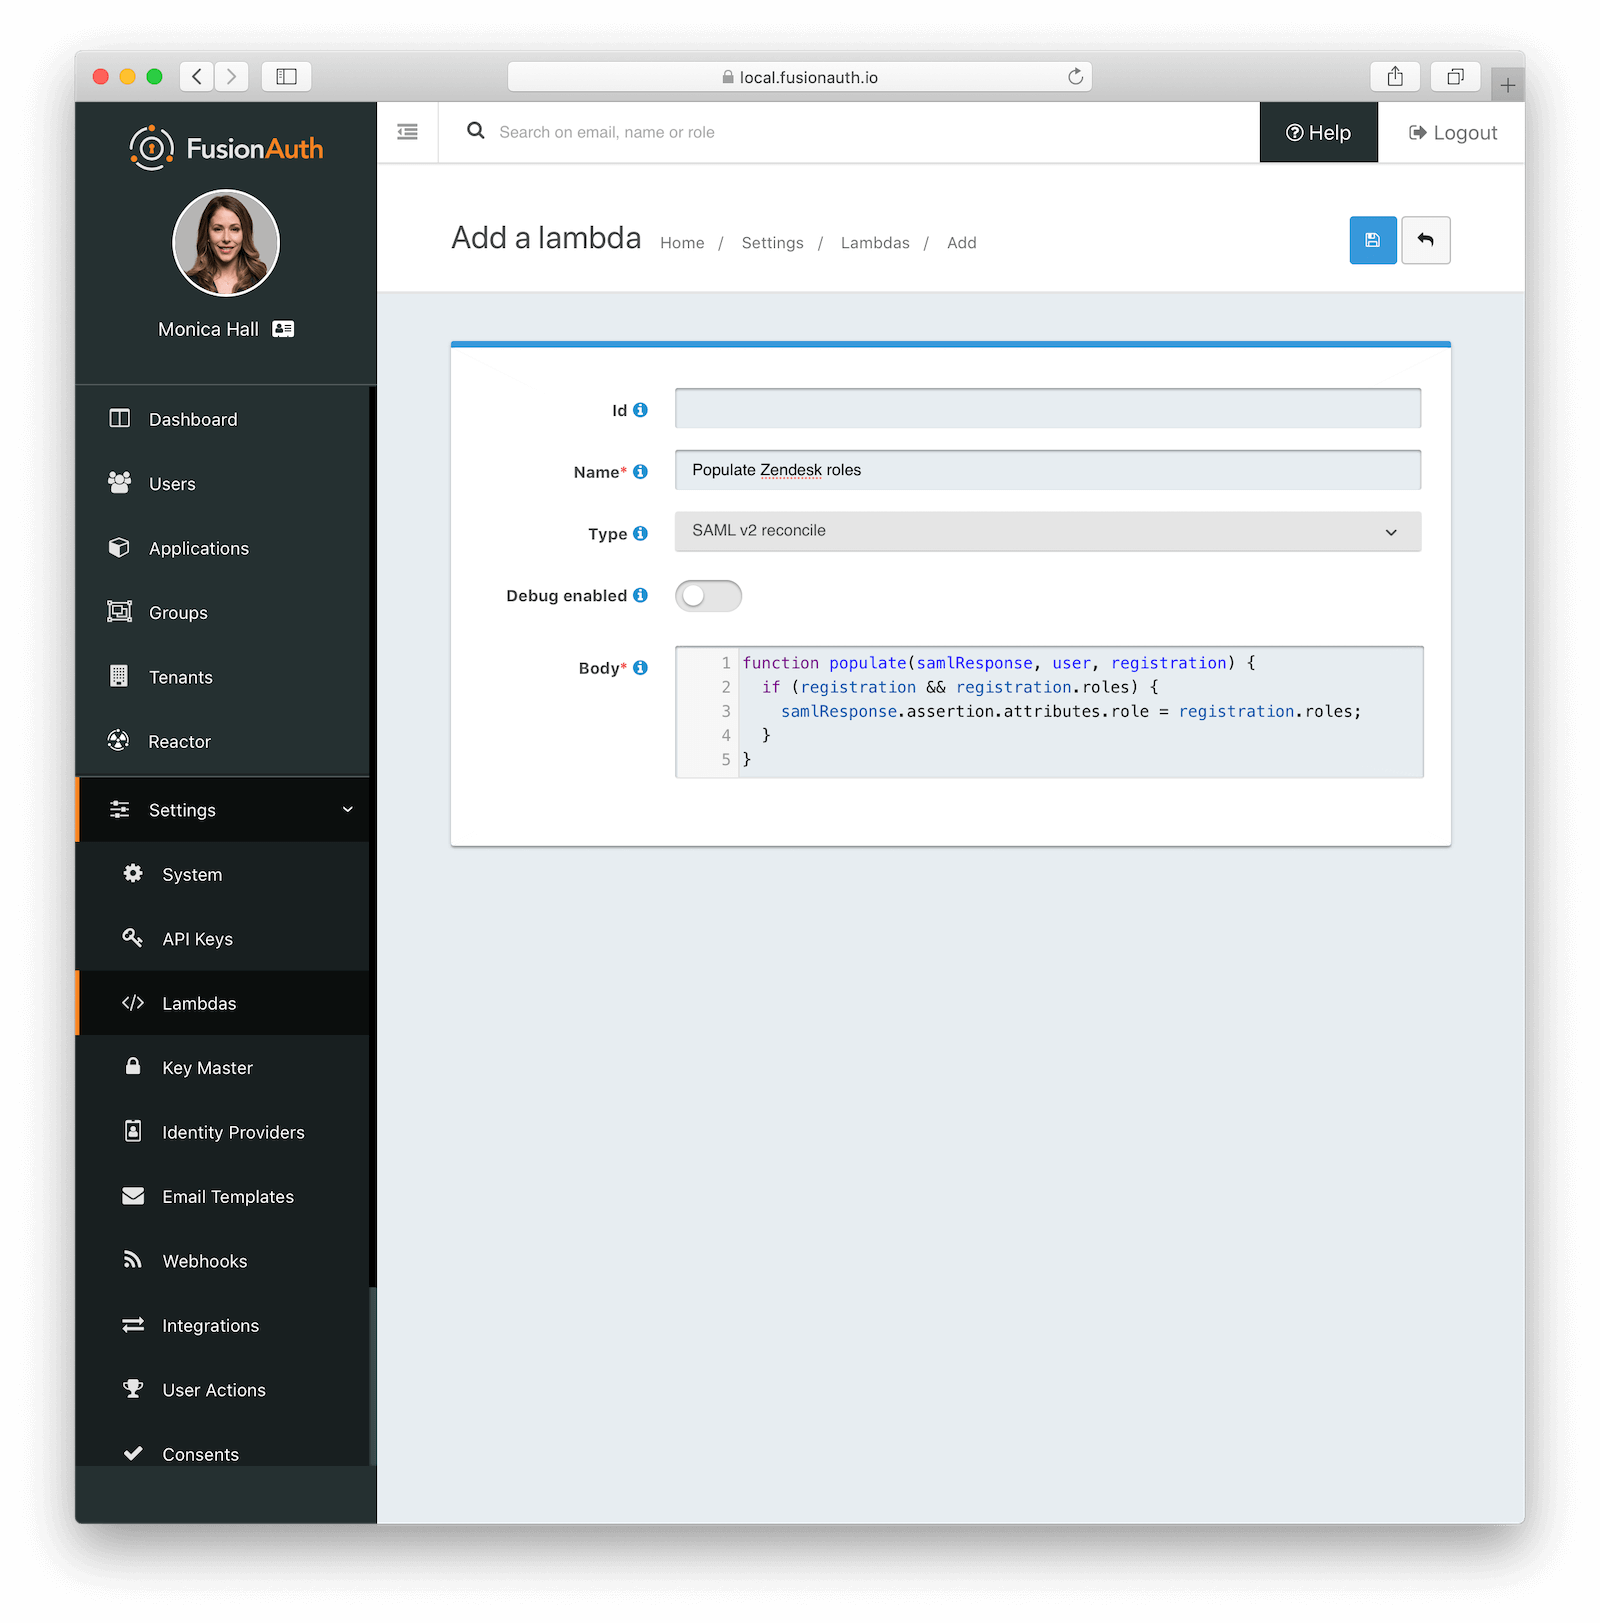 local.fusionauth.io
FusionAuth
Search on email, name or role
Help
Logout
Monica Hall
Add a lambda
Home / Settings / Lambdas / Add
Dashboard
Users
Applications
Groups
Tenants
Reactor
Settings
System
API Keys
Lambdas
Key Master
Identity Providers
Email Templates
Webhooks
Integrations
User Actions
Consents
Id
Name* Populate Zendesk roles
Type SAML v2 reconcile
Debug enabled
Body*
1 function populate(samlResponse, user, registration) {
2   if (registration && registration.roles) {
3     samlResponse.assertion.attributes.role = registration.roles;
4   }
5 }